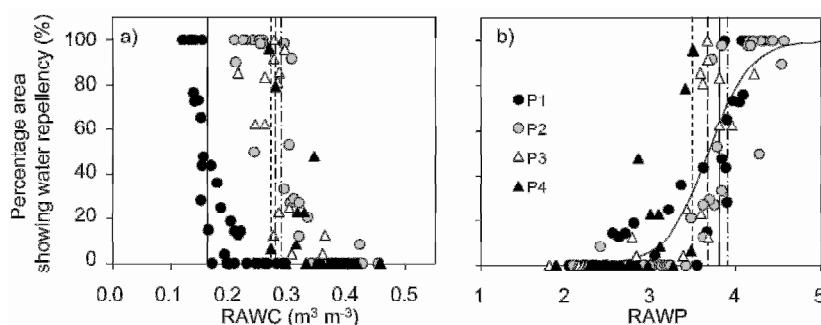 Percentage area
showing water repellency (%)
100
80
60
40
20
0
a)
0.0 0.1 0.2 0.3 0.4 0.5
RAWC (m³ m⁻³)
b)
P1
P2
P3
P4
1 2 3 4 5
RAWP